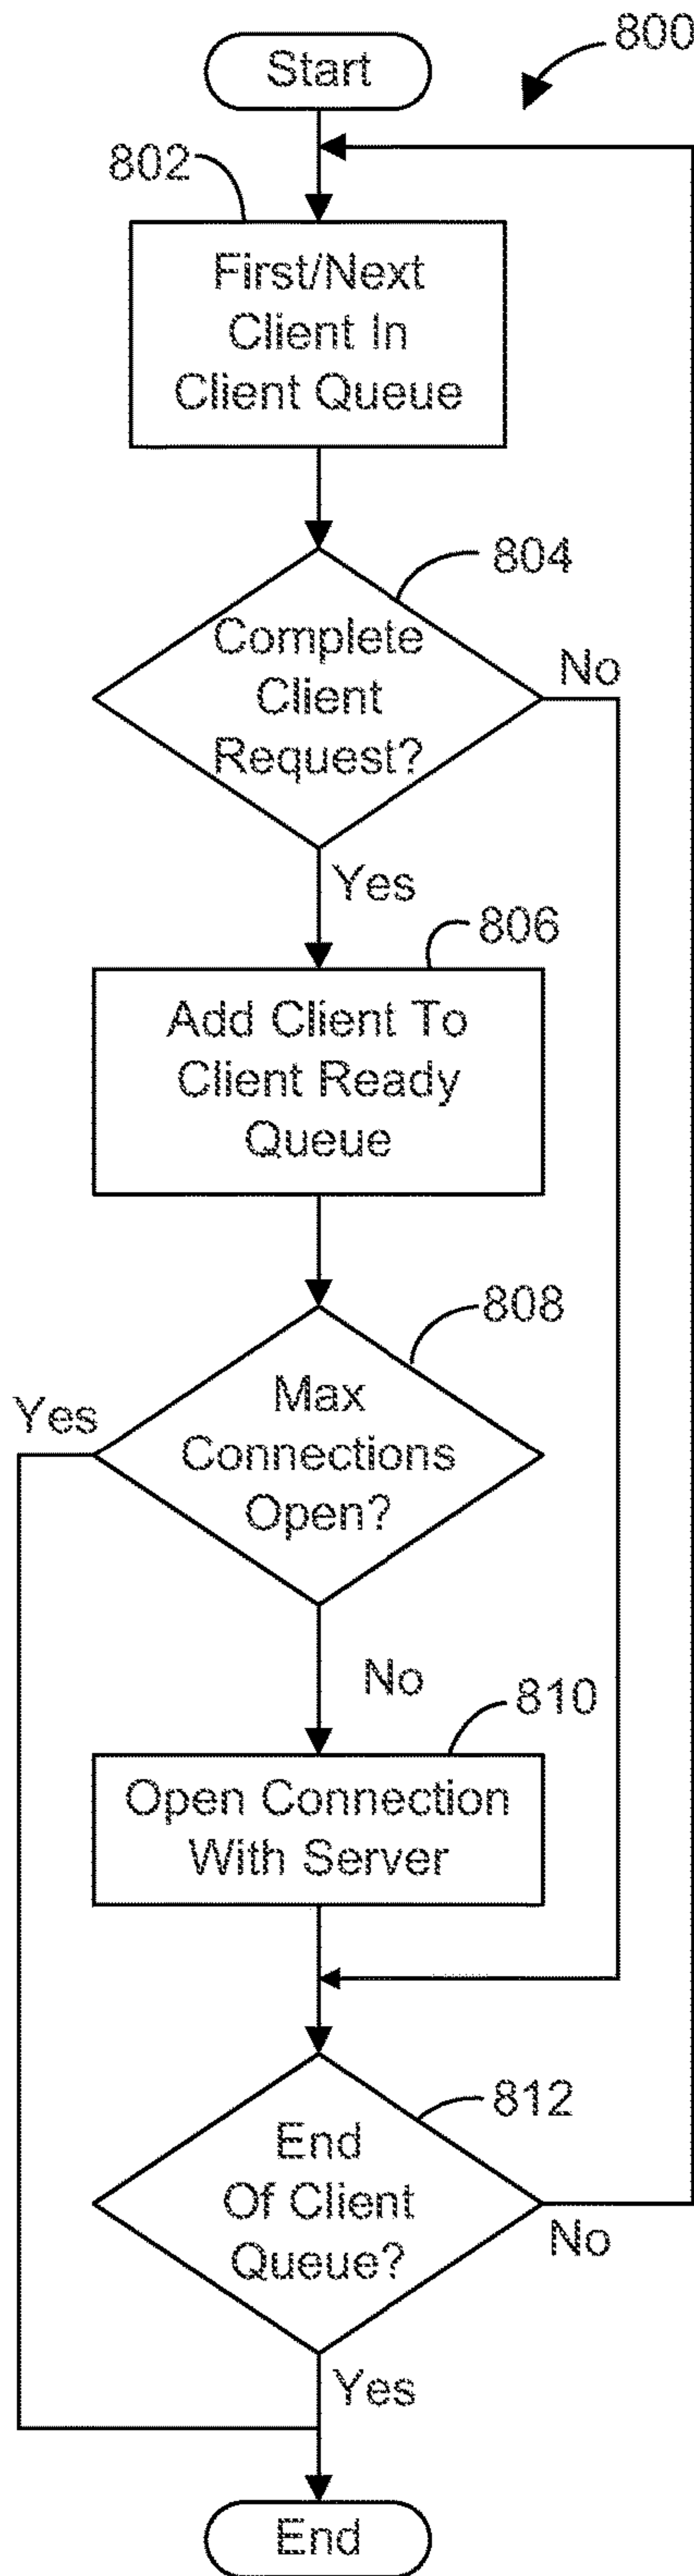 800
Start
802
First/Next
Client In
Client Queue
804
Complete
Client
Request?
No
Yes
806
Add Client To
Client Ready
Queue
808
Yes
Max
Connections
Open?
No
810
Open Connection
With Server
812
End
Of Client
Queue?
No
Yes
End